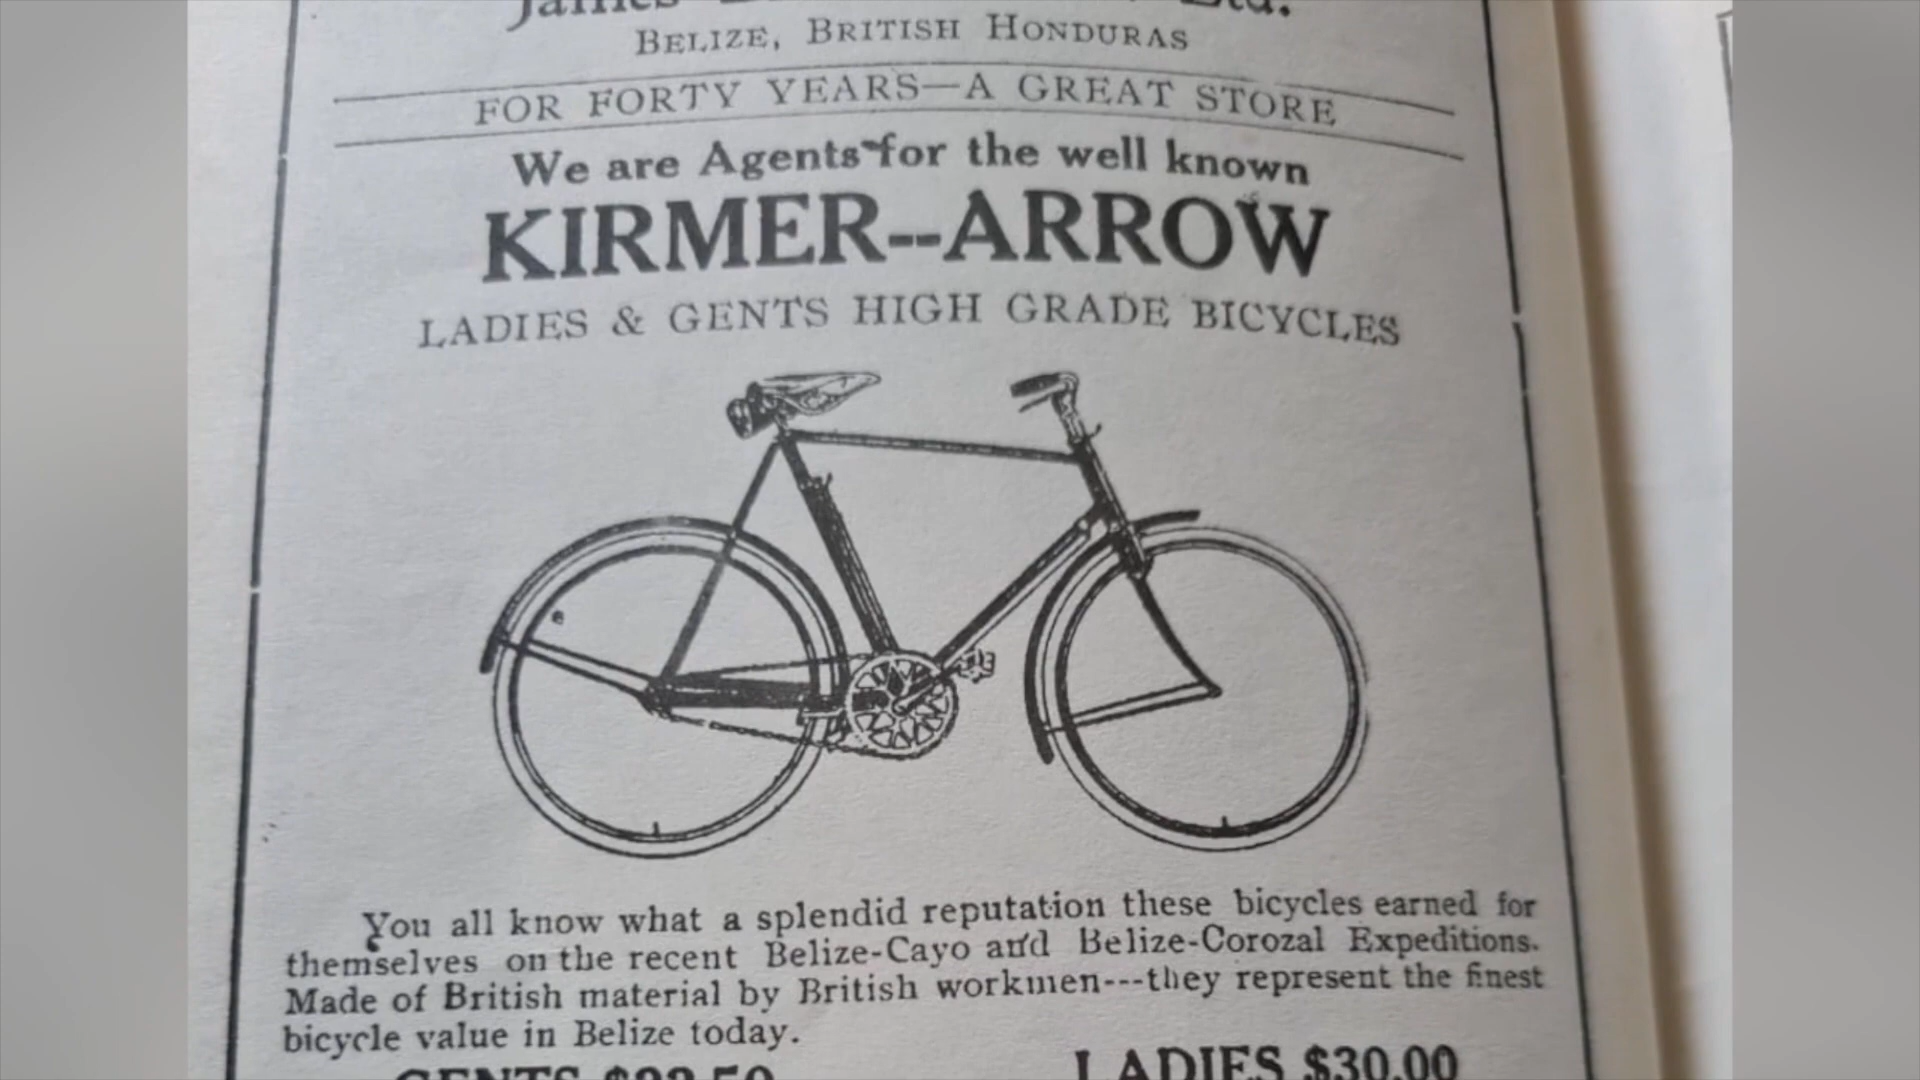 James
BELIZE, BRITISH HONDURAS
FOR FORTY YEARS—A GREAT STORE
We are Agents for the well known
KIRMER--ARROW
LADIES & GENTS HIGH GRADE BICYCLES
You all know what a splendid reputation these bicycles earned for
themselves on the recent Belize-Cayo and Belize-Corozal Expeditions.
Made of British material by British workmen---they represent the finest
bicycle value in Belize today.
GENTS LADIES $30.00